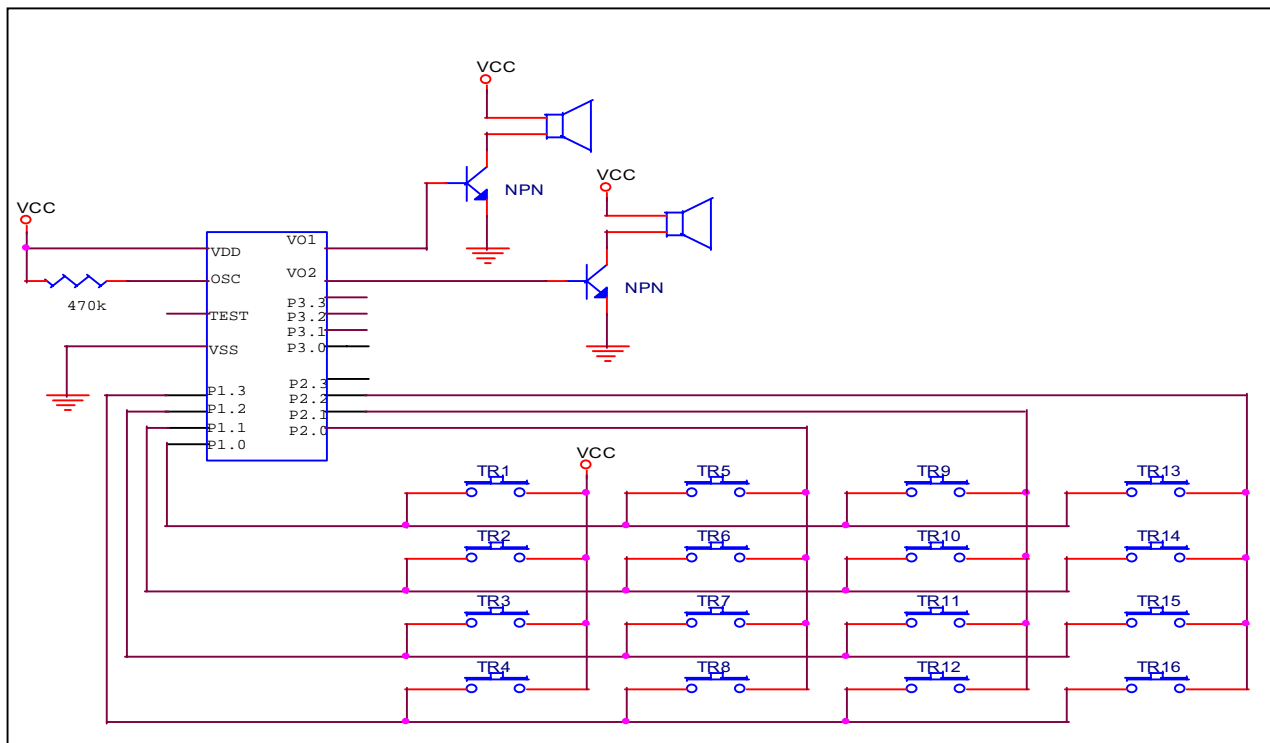 VCC
VCC
NPN
VCC
VO1
VDD
VO2
OSC
NPN
470k
P3.3
P3.2
TEST
P3.1
P3.0
VSS
P2.3
P1.3
P2.2
P1.2
P2.1
P1.1
P2.0
P1.0
VCC
TR1 TR5 TR9 TR13
TR2 TR6 TR10 TR14
TR3 TR7 TR11 TR15
TR4 TR8 TR12 TR16